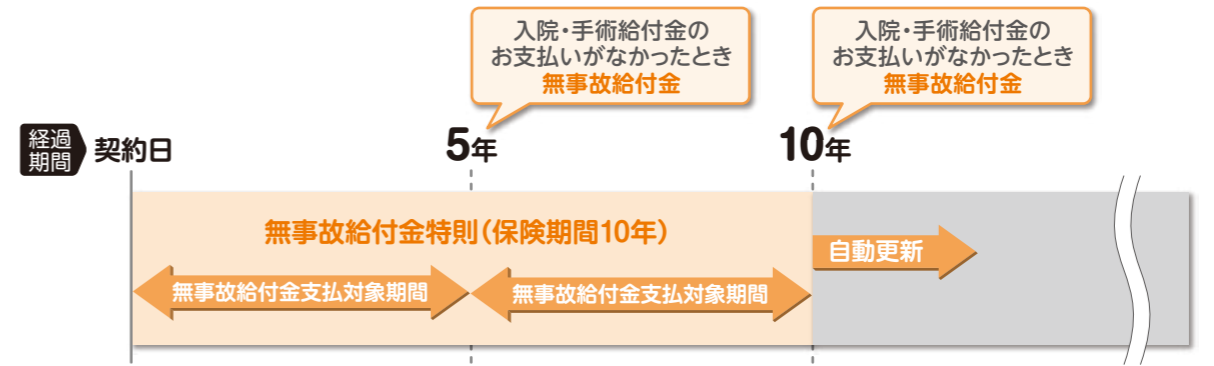 入院・手術給付金の
お支払いがなかったとき
無事故給付金
入院・手術給付金の
お支払いがなかったとき
無事故給付金
経過
期間
契約日
5年
10年
無事故給付金特則(保険期間10年)
自動更新
無事故給付金支払対象期間
無事故給付金支払対象期間